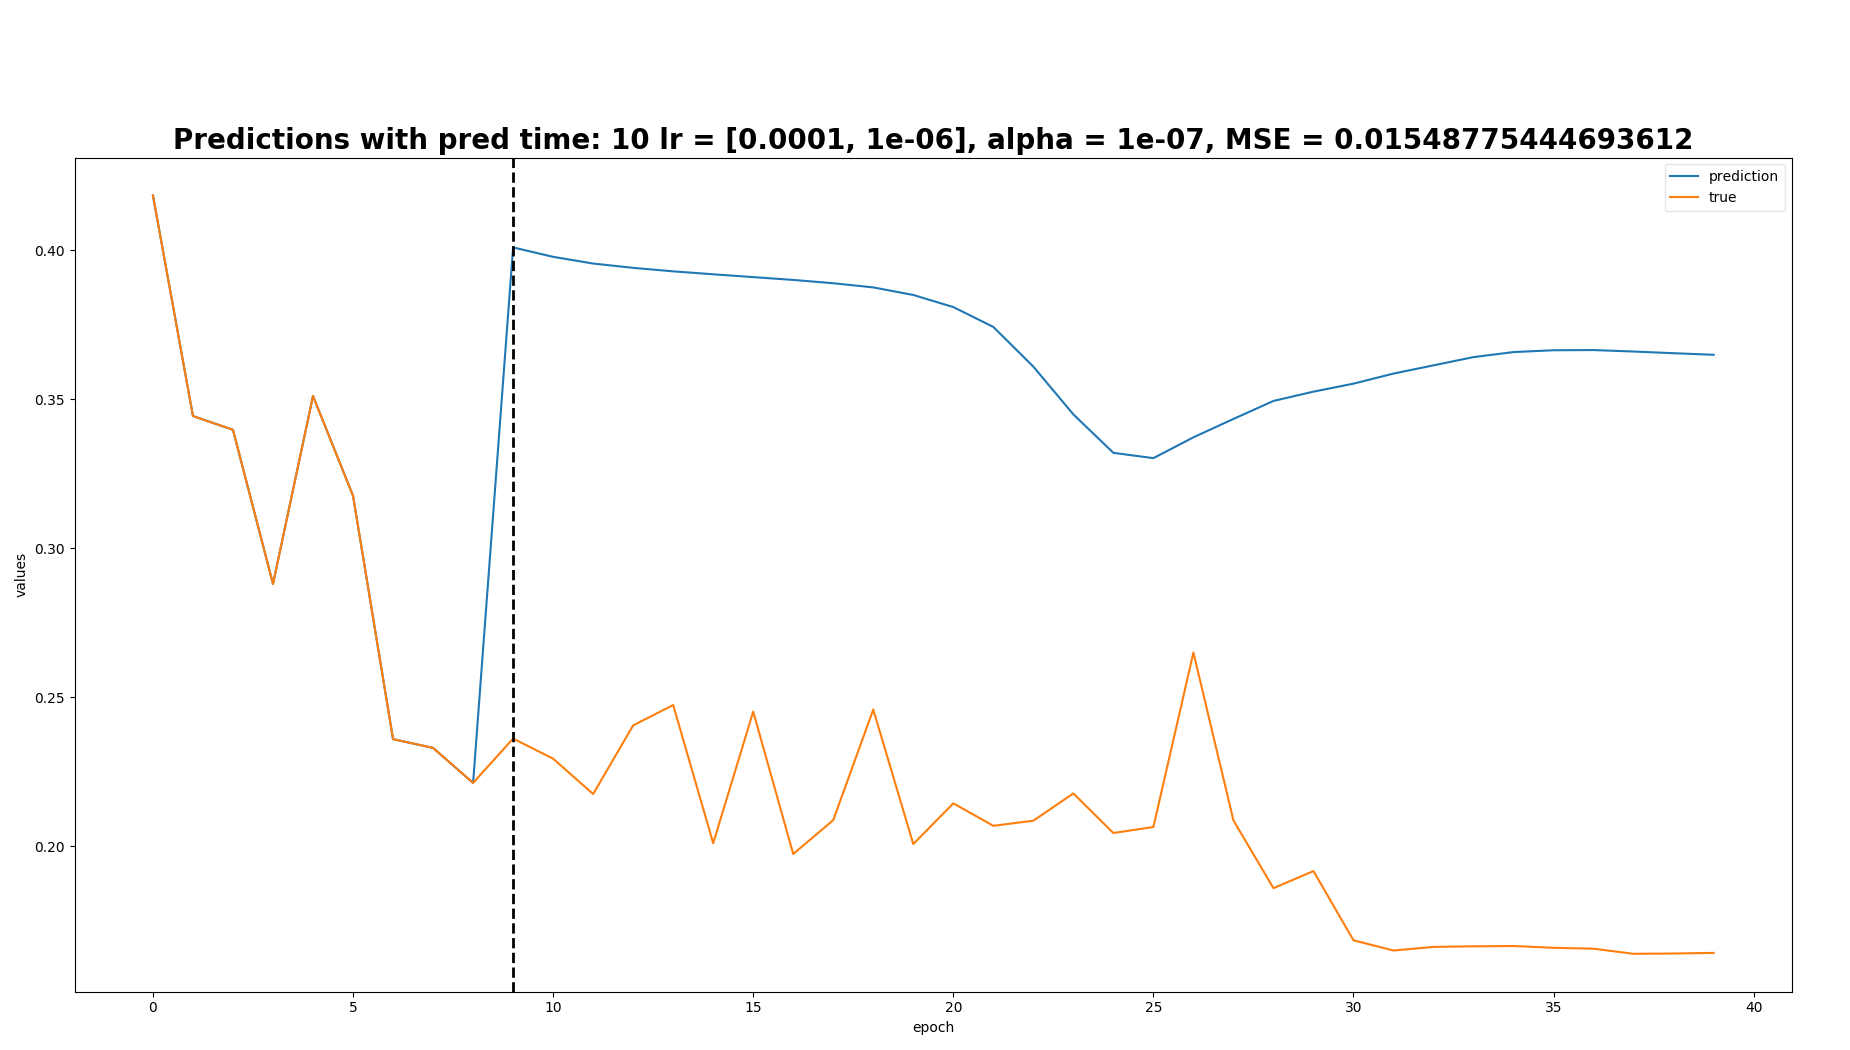 Predictions with pred time: 10 lr = [0.0001, 1e-06], alpha = 1e-07, MSE = 0.01548775444693612
prediction
true
0.40
0.35
0.30
0.25
0.20
values
0 5 10 15 20 25 30 35 40
epoch